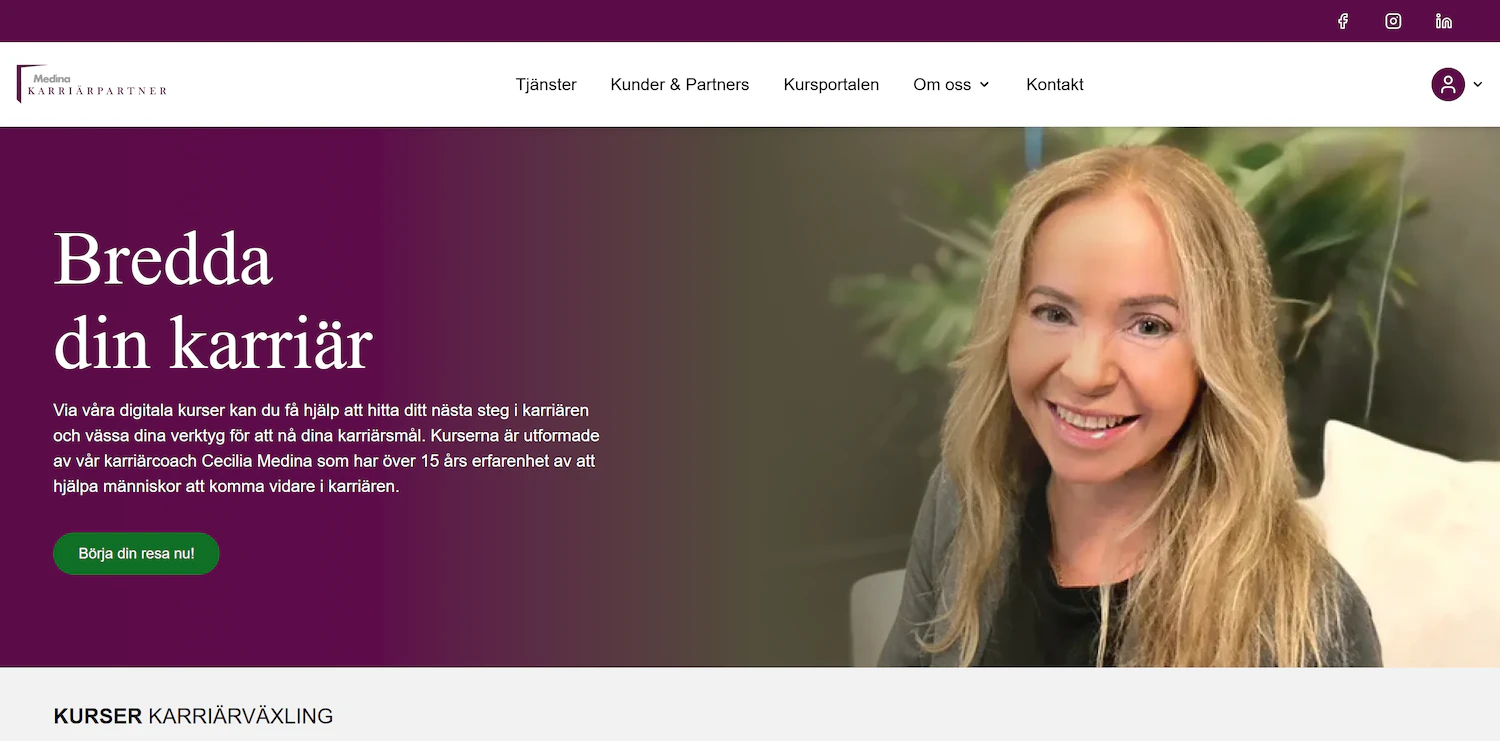 Medina
KARRIÄRPARTNER
Tjänster
Kunder & Partners
Kursportalen
Om oss
Kontakt
Bredda
din karriär
Via våra digitala kurser kan du få hjälp att hitta ditt nästa steg i karriären
och vässa dina verktyg för att nå dina karriärsmål. Kurserna är utformade
av vår karriärcoach Cecilia Medina som har över 15 års erfarenhet av att
hjälpa människor att komma vidare i karriären.
Börja din resa nu!
KURSER KARRIÄRVÄXLING